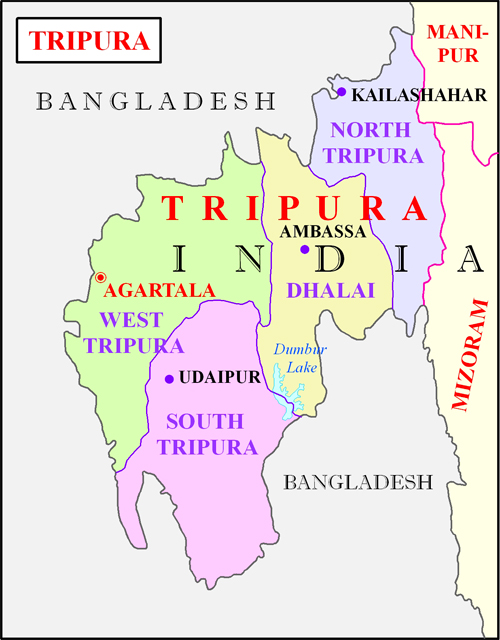 TRIPURA
MANI-
PUR
BANGLADESH
KAILASHAHAR
NORTH
TRIPURA
TRIPURA
AMBASSA
INDIA
DHALAI
AGARTALA
WEST
TRIPURA
MIZORAM
Dumbur
Lake
UDAIPUR
SOUTH
TRIPURA
BANGLADESH